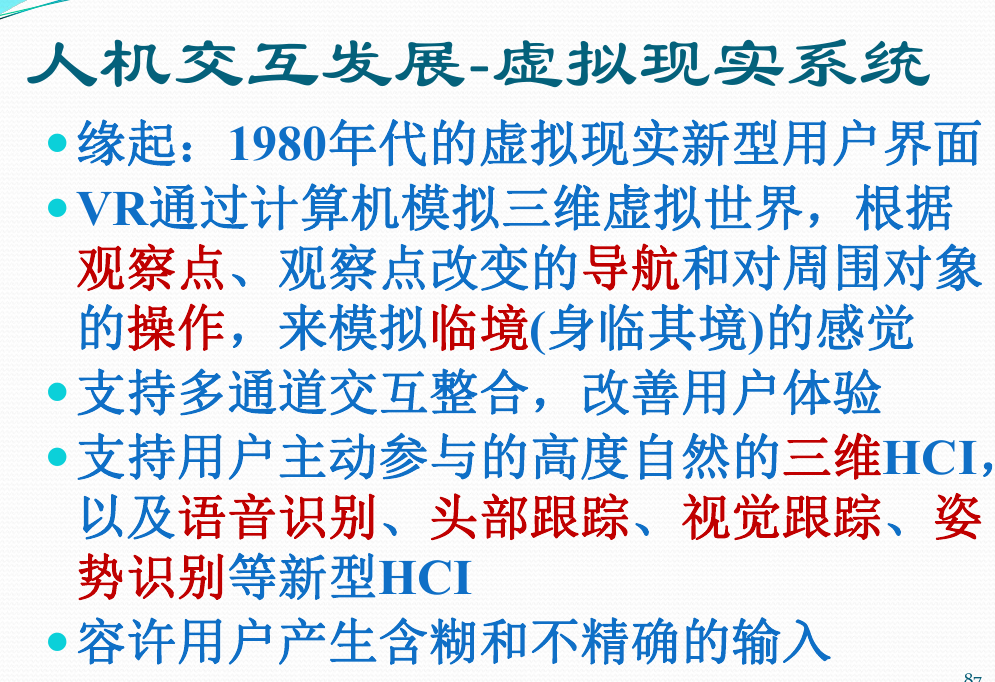 人机交互发展-虚拟现实系统
缘起：1980年代的虚拟现实新型用户界面
VR通过计算机模拟三维虚拟世界，根据
观察点、观察点改变的导航和对周围对象
的操作，来模拟临境(身临其境)的感觉
支持多通道交互整合，改善用户体验
支持用户主动参与的高度自然的三维HCI，
以及语音识别、头部跟踪、视觉跟踪、姿
势识别等新型HCI
容许用户产生含糊和不精确的输入
87